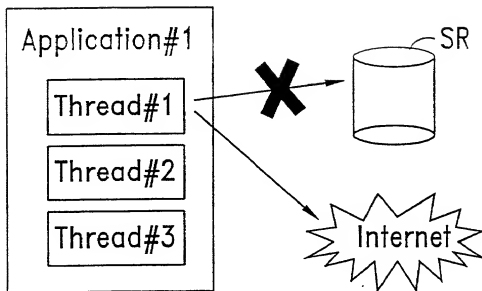 Application#1
SR
Thread#1
Thread#2
Thread#3
Internet